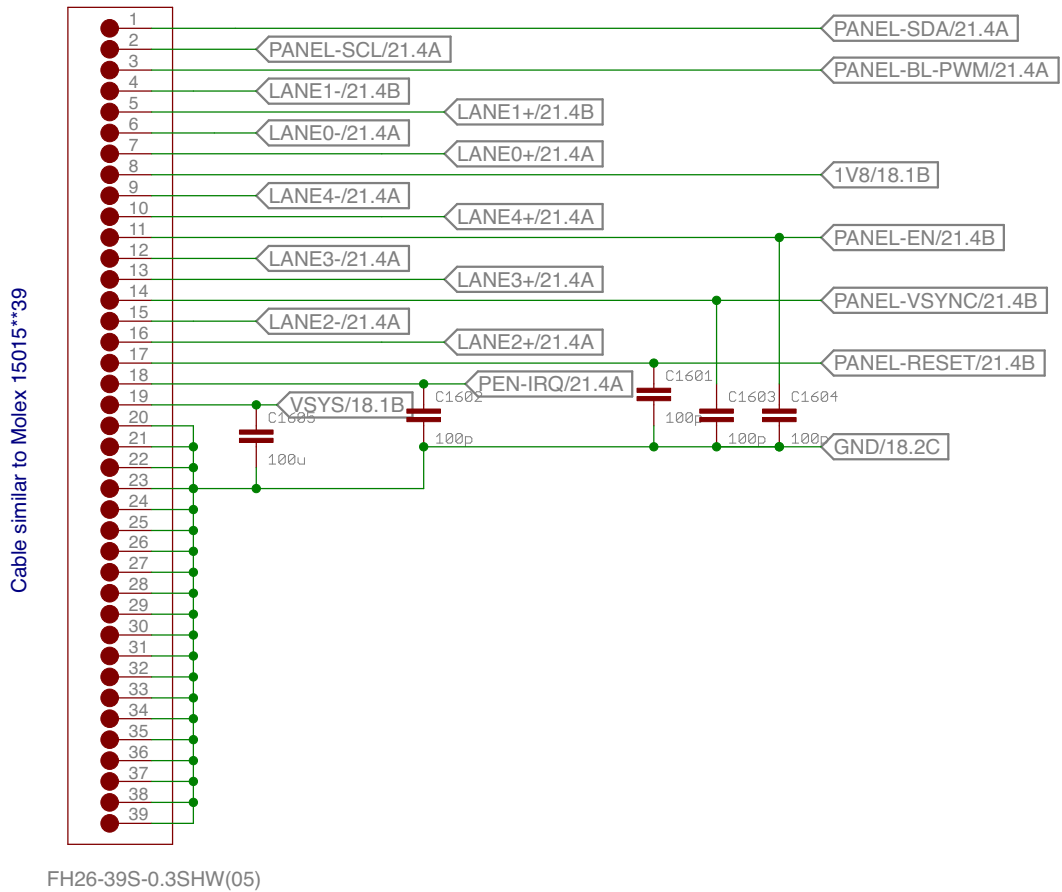 1
PANEL-SDA/21.4A
2
PANEL-SCL/21.4A
3
PANEL-BL-PWM/21.4A
4
LANE1-/21.4B
5
LANE1+/21.4B
6
LANE0-/21.4A
7
LANE0+/21.4A
8
1V8/18.1B
9
LANE4-/21.4A
10
LANE4+/21.4A
11
PANEL-EN/21.4B
12
LANE3-/21.4A
13
LANE3+/21.4A
14
PANEL-VSYNC/21.4B
15
LANE2-/21.4A
16
LANE2+/21.4A
17
PANEL-RESET/21.4B
C1601
100p
18
PEN-IRQ/21.4A
C1602
100p
C1603
100p
C1604
100p
19
VSYS/18.1B
C1605
100u
20
21
GND/18.2C
22
23
24
25
26
27
28
29
30
31
32
33
34
35
36
37
38
39
Cable similar to Molex 15015**39
FH26-39S-0.3SHW(05)